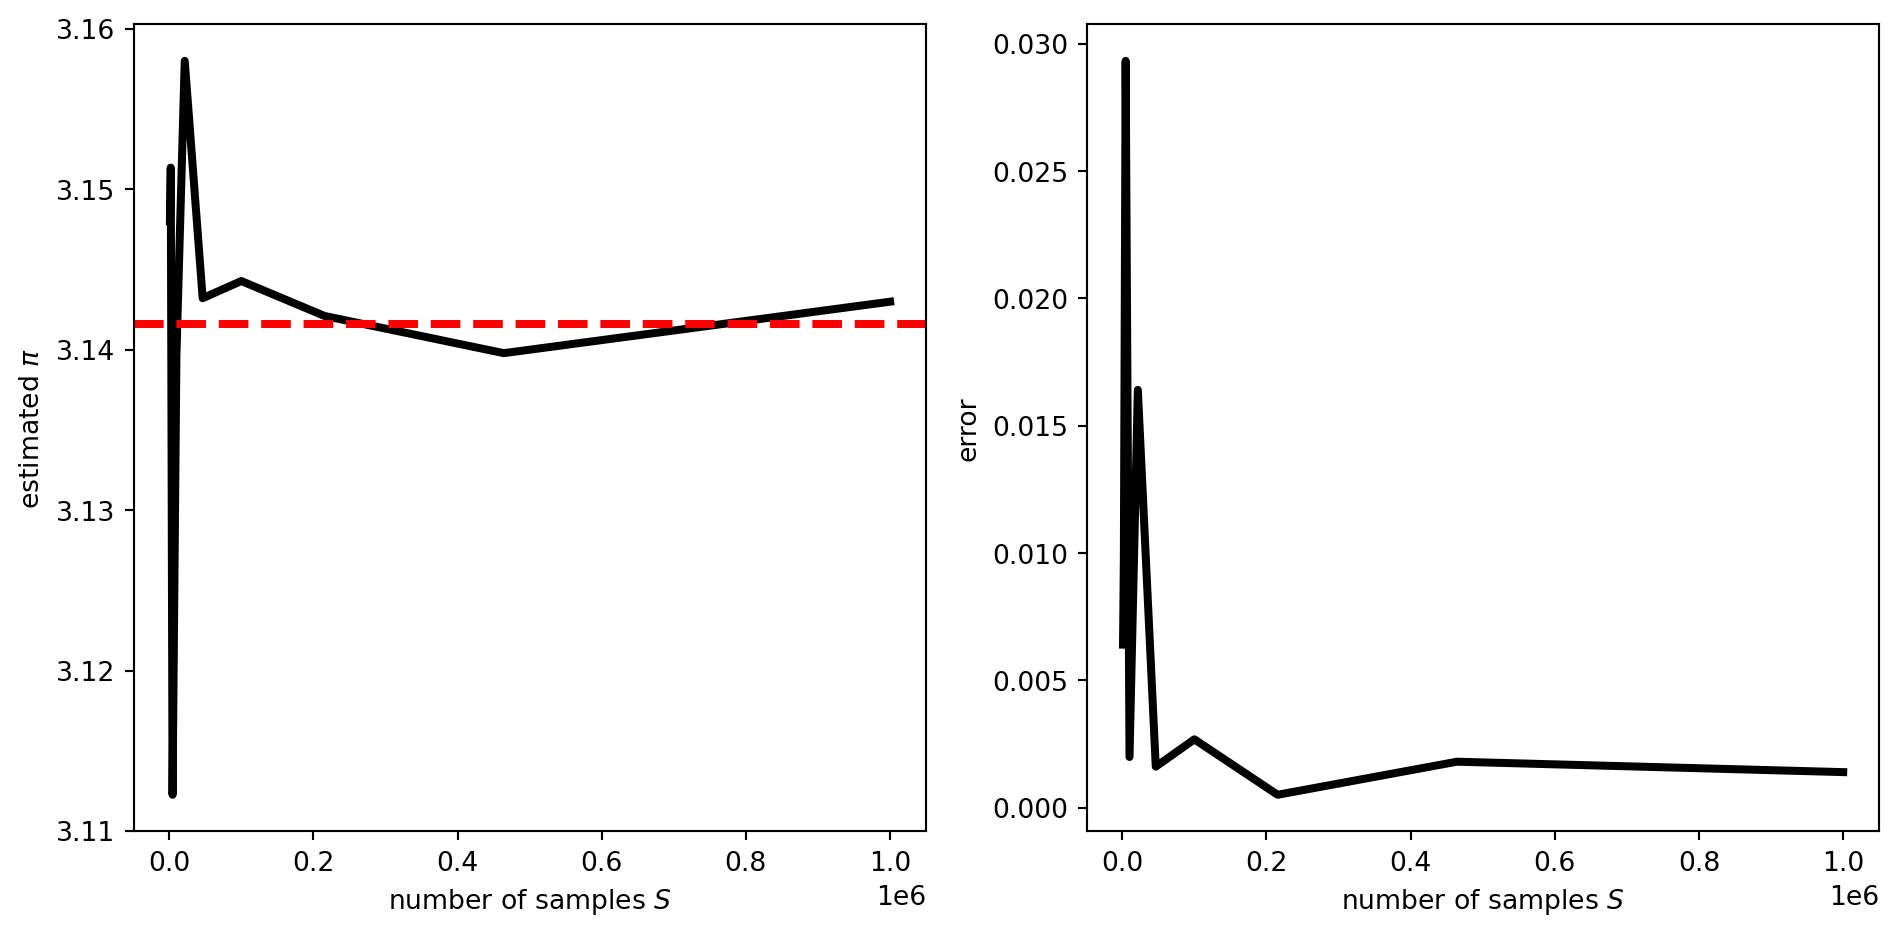 3.16
3.15
3.14
3.13
3.12
3.11
estimated π
0.0 0.2 0.4 0.6 0.8 1.0
1e6
number of samples S
0.030
0.025
0.020
0.015
0.010
0.005
0.000
error
0.0 0.2 0.4 0.6 0.8 1.0
1e6
number of samples S